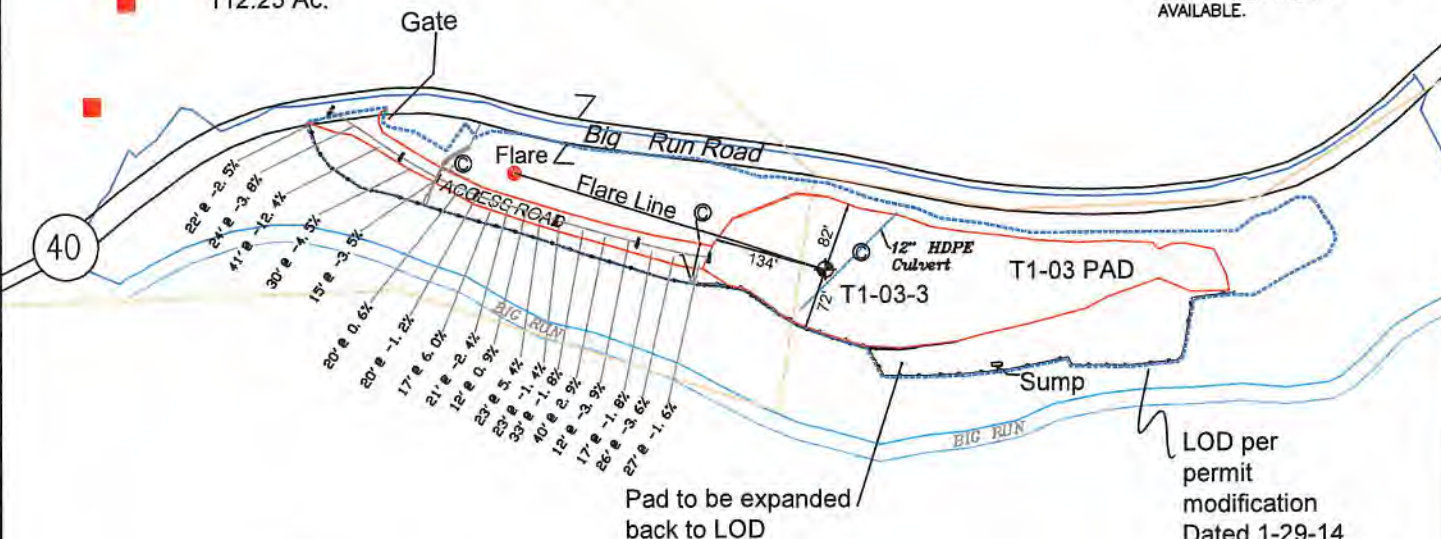 112.25 Ac.
AVAILABLE.
Gate
Big Run Road
Flare
Flare Line
ACCESS ROAD
40
22' @ -2.5%
24' @ -3.8%
41' @ -12.4%
30' @ -4.5%
15' @ -3.5%
20' @ 0.6%
20' @ -1.2%
17' @ 6.0%
21' @ -2.4%
12' @ 0.9%
23' @ 5.4%
23' @ -1.4%
33' @ -1.8%
40' @ 2.9%
12' @ -3.9%
17' @ -1.8%
26' @ -3.6%
27' @ -1.6%
C
C
C
134'
82'
72'
12" HDPE
Culvert
T1-03-3
T1-03 PAD
BIG RUN
Sump
BIG RUN
Pad to be expanded
back to LOD
LOD per
permit
modification
Dated 1-29-14